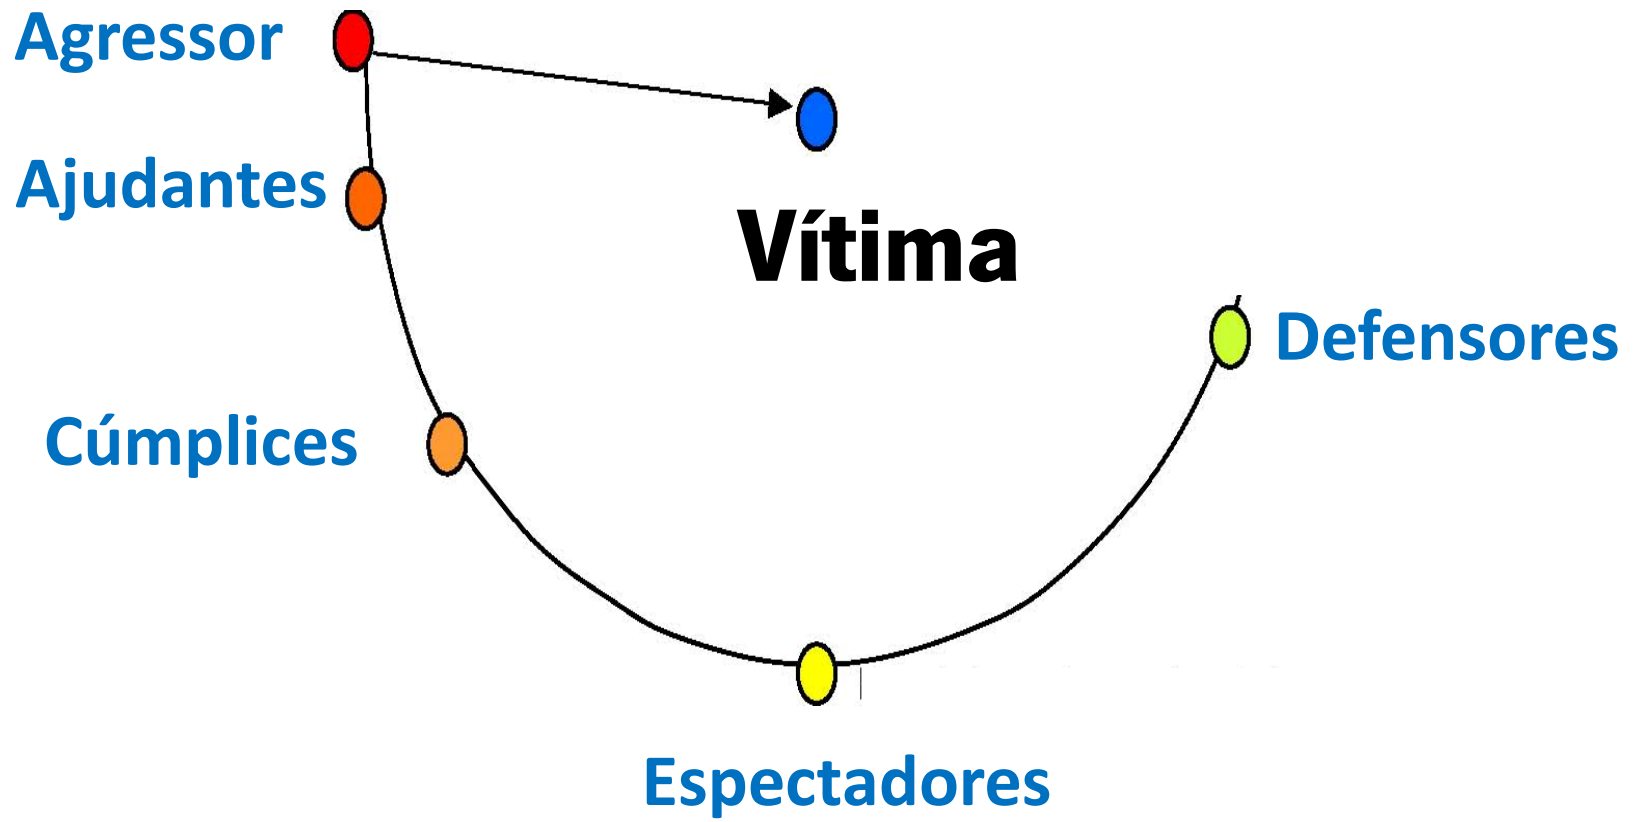 Agressor
Ajudantes
Vítima
Defensores
Cúmplices
Espectadores